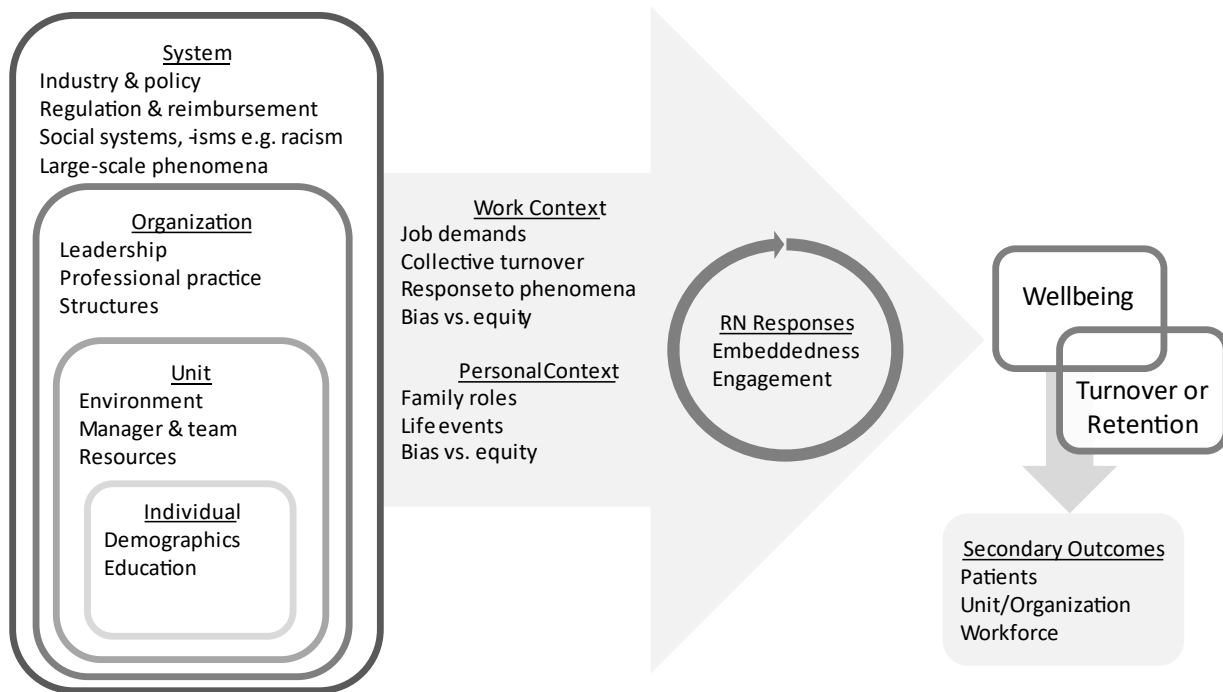 System
Industry & policy
Regulation & reimbursement
Social systems, -isms e.g. racism
Large-scale phenomena
Organization
Leadership
Professional practice
Structures
Unit
Environment
Manager & team
Resources
Individual
Demographics
Education
Work Context
Job demands
Collective turnover
Response to phenomena
Bias vs. equity
Personal Context
Family roles
Life events
Bias vs. equity
RN Responses
Embeddedness
Engagement
Wellbeing
Turnover or
Retention
Secondary Outcomes
Patients
Unit/Organization
Workforce